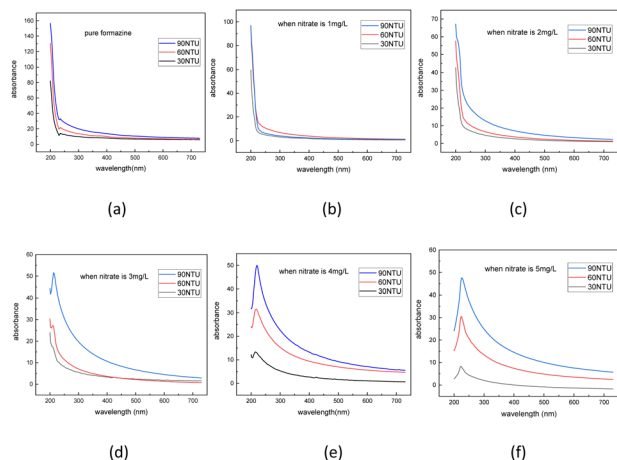 pure formazine
90NTU
60NTU
30NTU
absorbance
160
140
120
100
80
60
40
20
0
200 300 400 500 600 700
wavelength(nm)
(a)
when nitrate is 1mg/L
90NTU
60NTU
30NTU
absorbance
100
80
60
40
20
0
200 300 400 500 600 700
wavelength(nm)
(b)
when nitrate is 2mg/L
90NTU
60NTU
30NTU
absorbance
70
60
50
40
30
20
10
0
200 300 400 500 600 700
wavelength(nm)
(c)
when nitrate is 3mg/L
90NTU
60NTU
30NTU
absorbance
60
50
40
30
20
10
0
200 300 400 500 600 700
wavelength (nm)
(d)
when nitrate is 4mg/L
90NTU
60NTU
30NTU
absorbance
50
40
30
20
10
0
200 300 400 500 600 700
wavelength (nm)
(e)
when nitrate is 5mg/L
90NTU
60NTU
30NTU
absorbance
60
50
40
30
20
10
0
200 300 400 500 600 700
wavelength (nm)
(f)